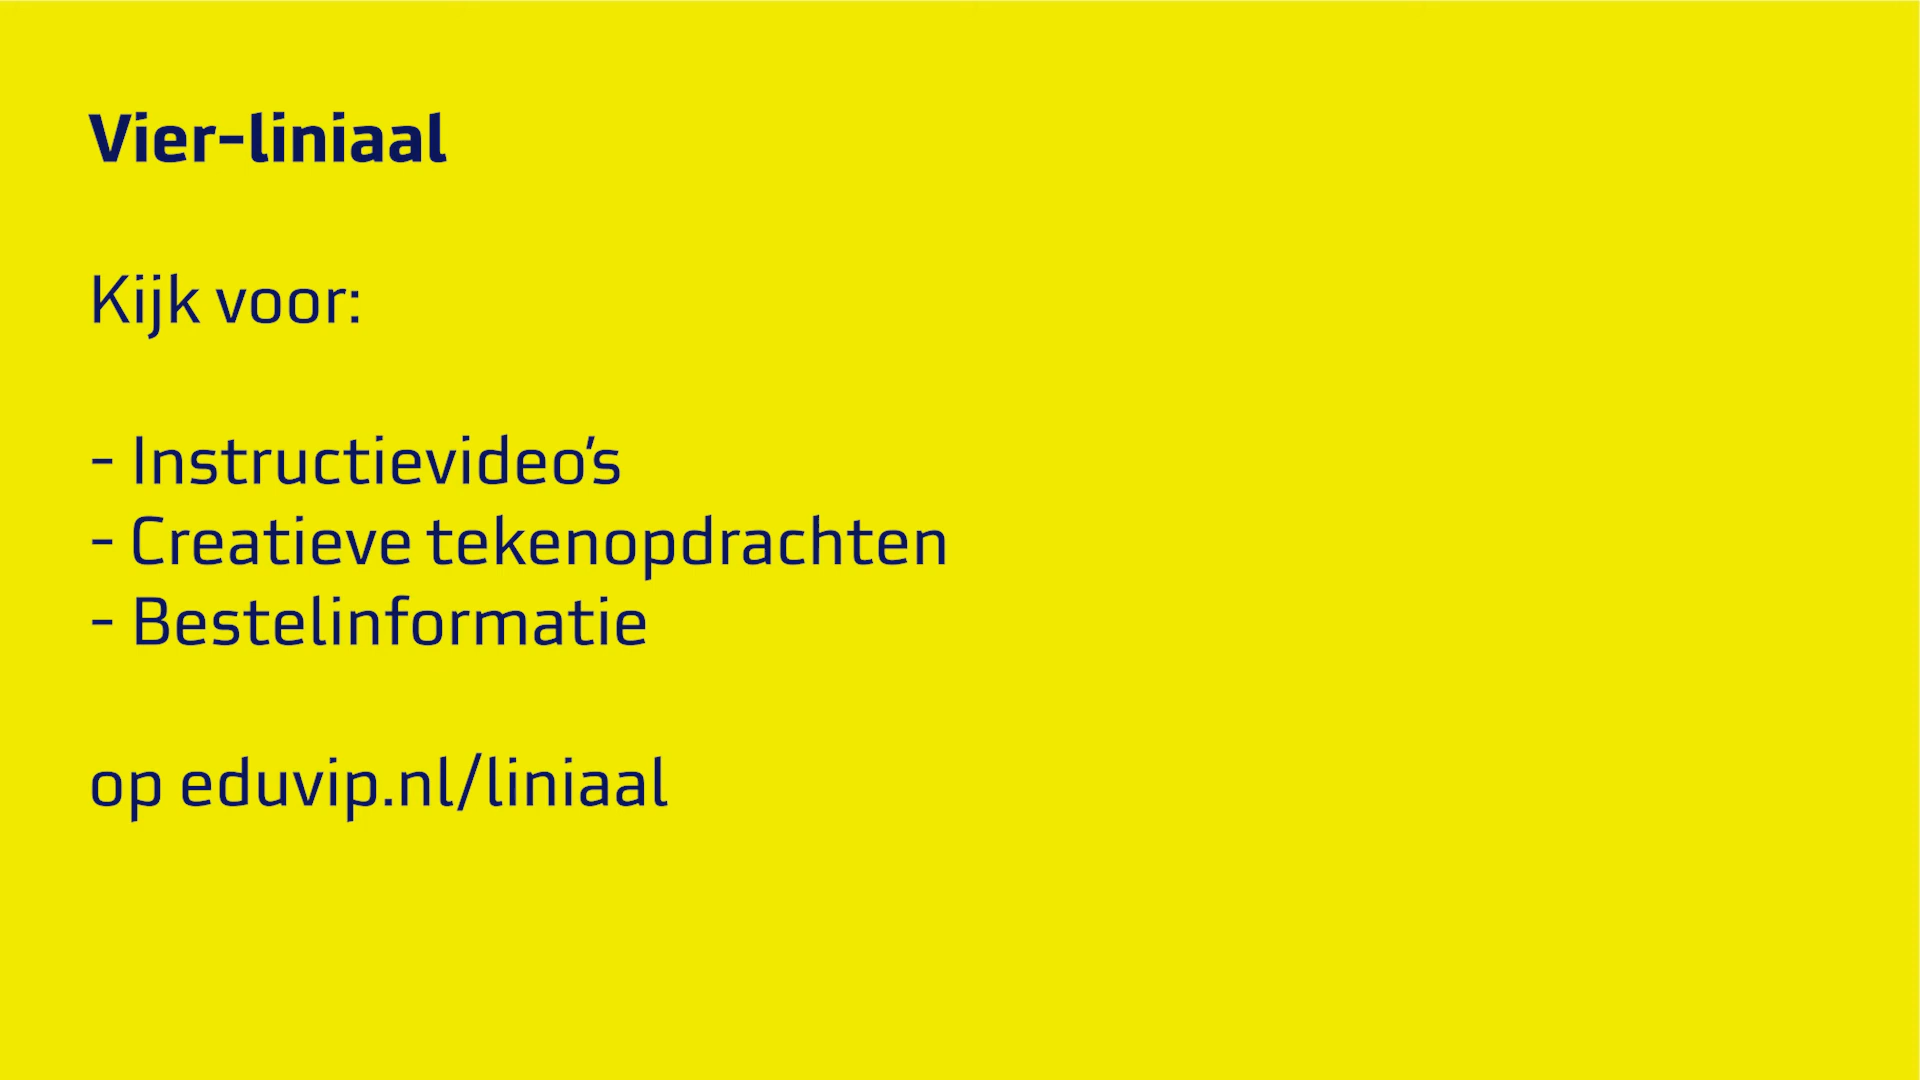 Vier-liniaal
Kijk voor:
- Instructievideo's
- Creatieve tekenopdrachten
- Bestelinformatie
op eduvip.nl/liniaal